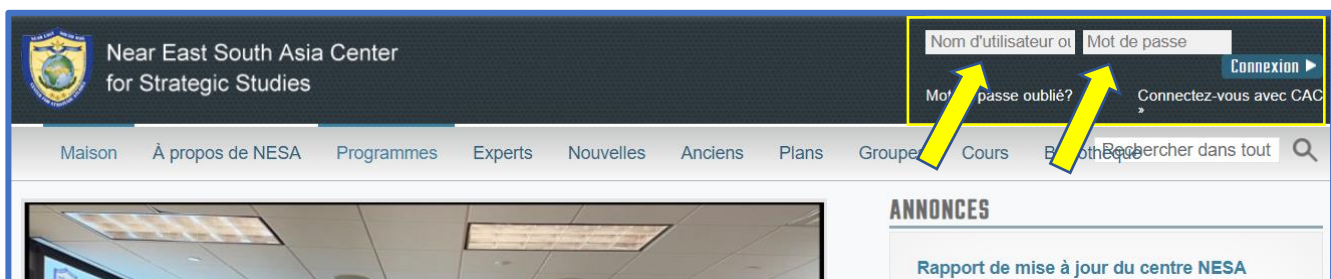 Near East South Asia Center
for Strategic Studies
Nom d'utilisateur ou
Mot de passe
Connexion
passe oublié?
Connectez-vous avec CAC
»
Maison À propos de NESA Programmes Experts Nouvelles Anciens Plans Cours
Rechercher dans tout
ANNONCES
Rapport de mise à jour du centre NESA